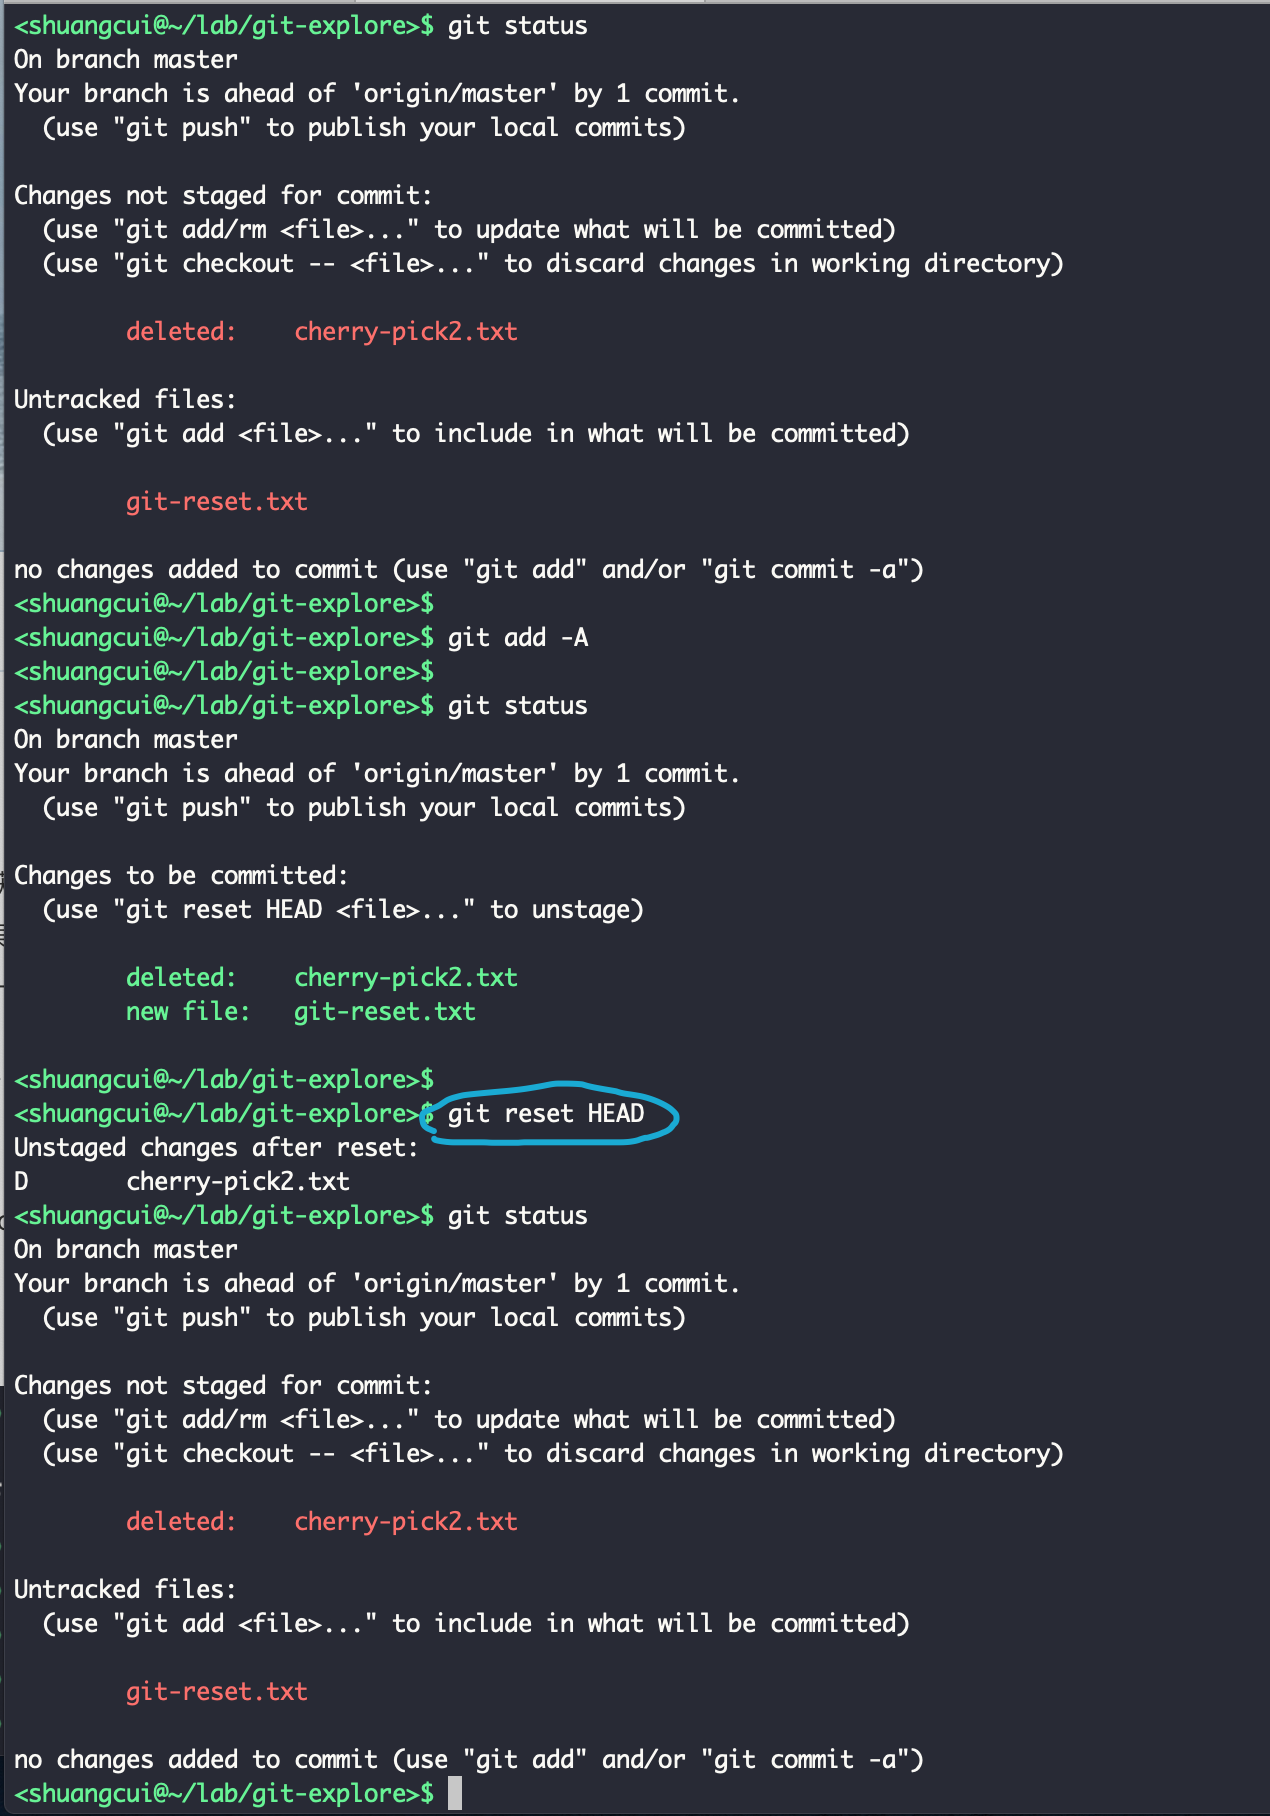 <shuangcui@~/lab/git-explore>$ git status
On branch master
Your branch is ahead of 'origin/master' by 1 commit.
  (use "git push" to publish your local commits)

Changes not staged for commit:
  (use "git add/rm <file>..." to update what will be committed)
  (use "git checkout -- <file>..." to discard changes in working directory)

        deleted:    cherry-pick2.txt

Untracked files:
  (use "git add <file>..." to include in what will be committed)

        git-reset.txt

no changes added to commit (use "git add" and/or "git commit -a")
<shuangcui@~/lab/git-explore>$
<shuangcui@~/lab/git-explore>$ git add -A
<shuangcui@~/lab/git-explore>$
<shuangcui@~/lab/git-explore>$ git status
On branch master
Your branch is ahead of 'origin/master' by 1 commit.
  (use "git push" to publish your local commits)

Changes to be committed:
  (use "git reset HEAD <file>..." to unstage)

        deleted:    cherry-pick2.txt
        new file:   git-reset.txt

<shuangcui@~/lab/git-explore>$
<shuangcui@~/lab/git-explore>$ git reset HEAD
Unstaged changes after reset:
D       cherry-pick2.txt
<shuangcui@~/lab/git-explore>$ git status
On branch master
Your branch is ahead of 'origin/master' by 1 commit.
  (use "git push" to publish your local commits)

Changes not staged for commit:
  (use "git add/rm <file>..." to update what will be committed)
  (use "git checkout -- <file>..." to discard changes in working directory)

        deleted:    cherry-pick2.txt

Untracked files:
  (use "git add <file>..." to include in what will be committed)

        git-reset.txt

no changes added to commit (use "git add" and/or "git commit -a")
<shuangcui@~/lab/git-explore>$